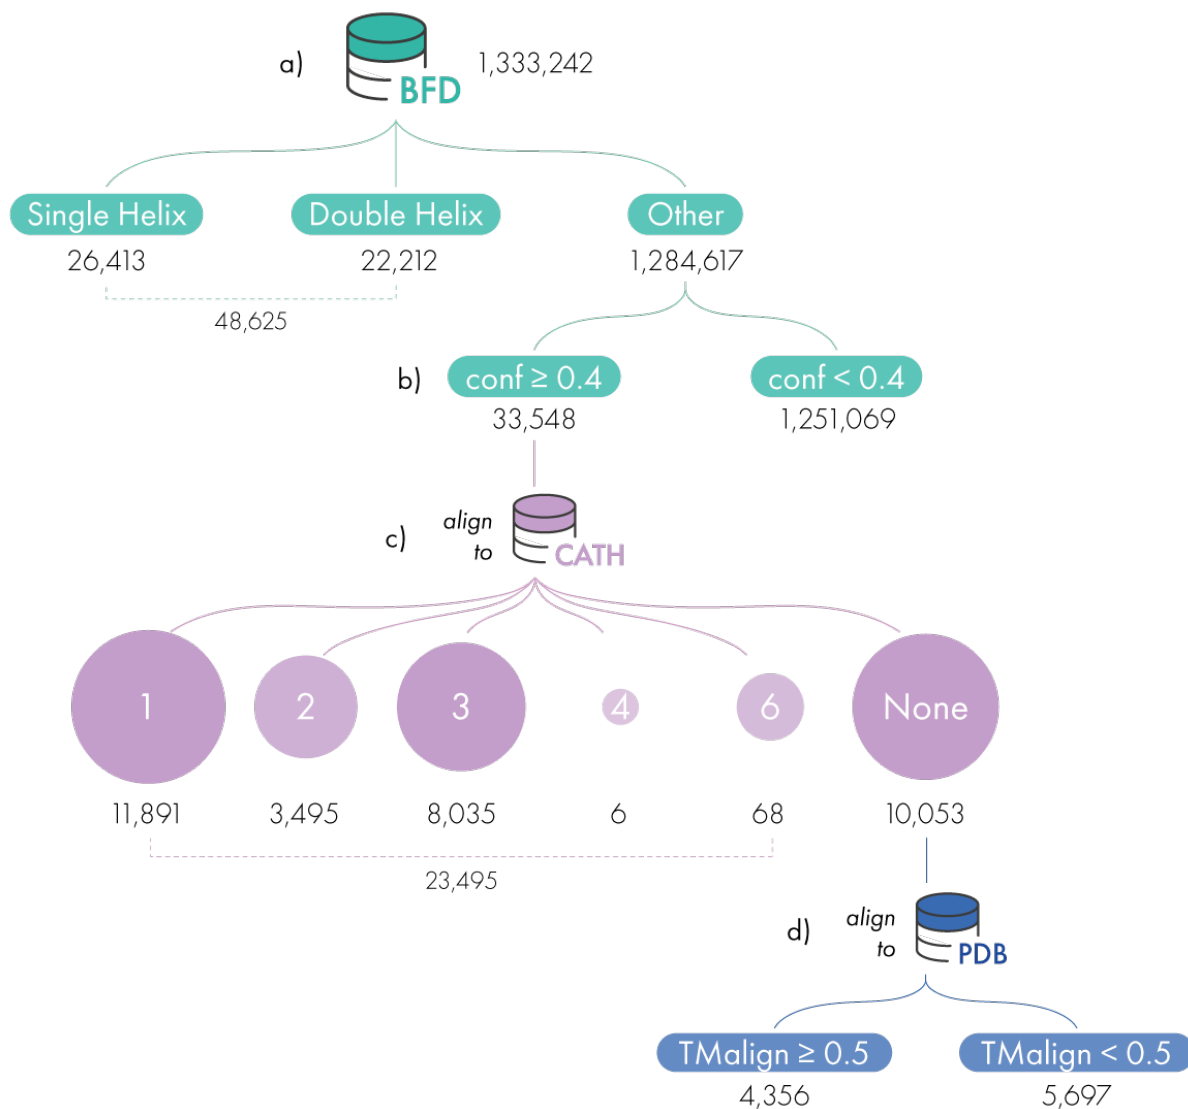 a)
BFD
1,333,242
Single Helix
Double Helix
Other
26,413
22,212
1,284,617
48,625
b)
conf ≥ 0.4
conf < 0.4
33,548
1,251,069
c)
align
to
CATH
1
2
3
4
6
None
11,891
3,495
8,035
6
68
10,053
23,495
d)
align
to
PDB
TMalign ≥ 0.5
TMalign < 0.5
4,356
5,697